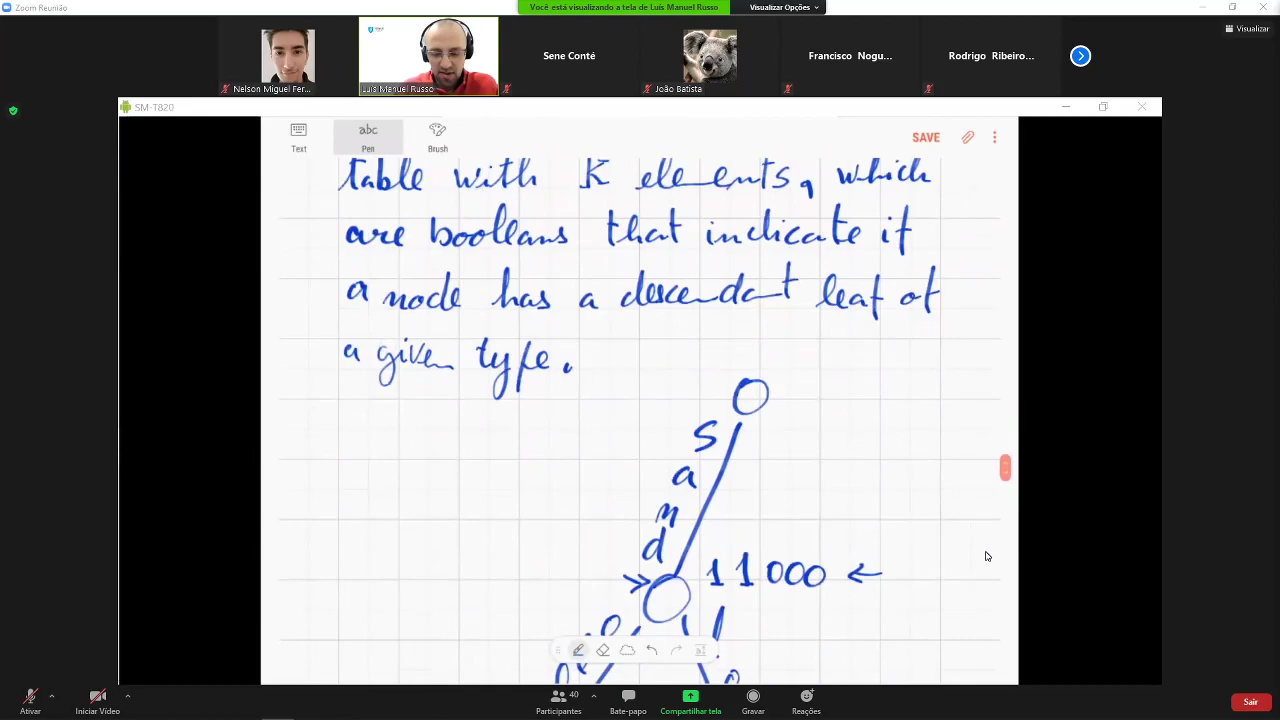 Zoom Reunião
Você está visualizando a tela de Luís Manuel Russo
Visualizar Opções
Visualizar
Nelson Miguel Fer...
Luís Manuel Russo
Sene Conté
João Batista
Francisco Nogu...
Rodrigo Ribeiro...
SM-T820
Text
abc
Pen
Brush
SAVE
table with K elements, which
are booleans that indicate if
a node has a descendant leaf of
a given type.
S
a
n
d
11000 ←
Ativar
Iniciar Vídeo
40
Participantes
Bate-papo
Compartilhar tela
Gravar
Reações
Sair